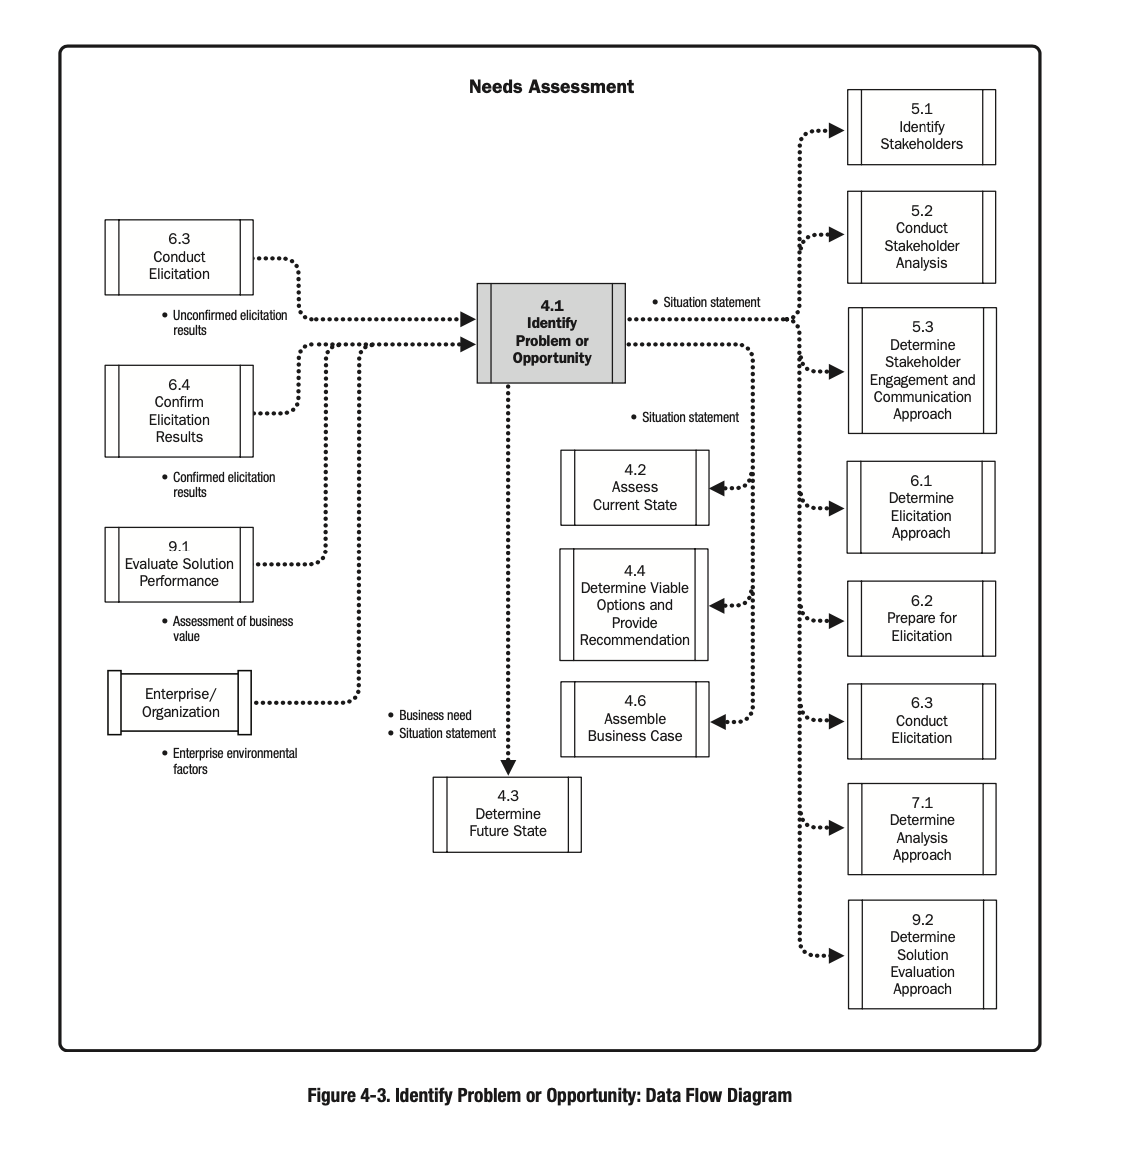 Needs Assessment
6.3
Conduct
Elicitation
• Unconfirmed elicitation
results
6.4
Confirm
Elicitation
Results
• Confirmed elicitation
results
9.1
Evaluate Solution
Performance
• Assessment of business
value
Enterprise/
Organization
• Enterprise environmental
factors
4.1
Identify
Problem or
Opportunity
• Situation statement
• Situation statement
4.2
Assess
Current State
4.4
Determine Viable
Options and
Provide
Recommendation
4.6
Assemble
Business Case
• Business need
• Situation statement
4.3
Determine
Future State
5.1
Identify
Stakeholders
5.2
Conduct
Stakeholder
Analysis
5.3
Determine
Stakeholder
Engagement and
Communication
Approach
6.1
Determine
Elicitation
Approach
6.2
Prepare for
Elicitation
6.3
Conduct
Elicitation
7.1
Determine
Analysis
Approach
9.2
Determine
Solution
Evaluation
Approach
Figure 4-3. Identify Problem or Opportunity: Data Flow Diagram